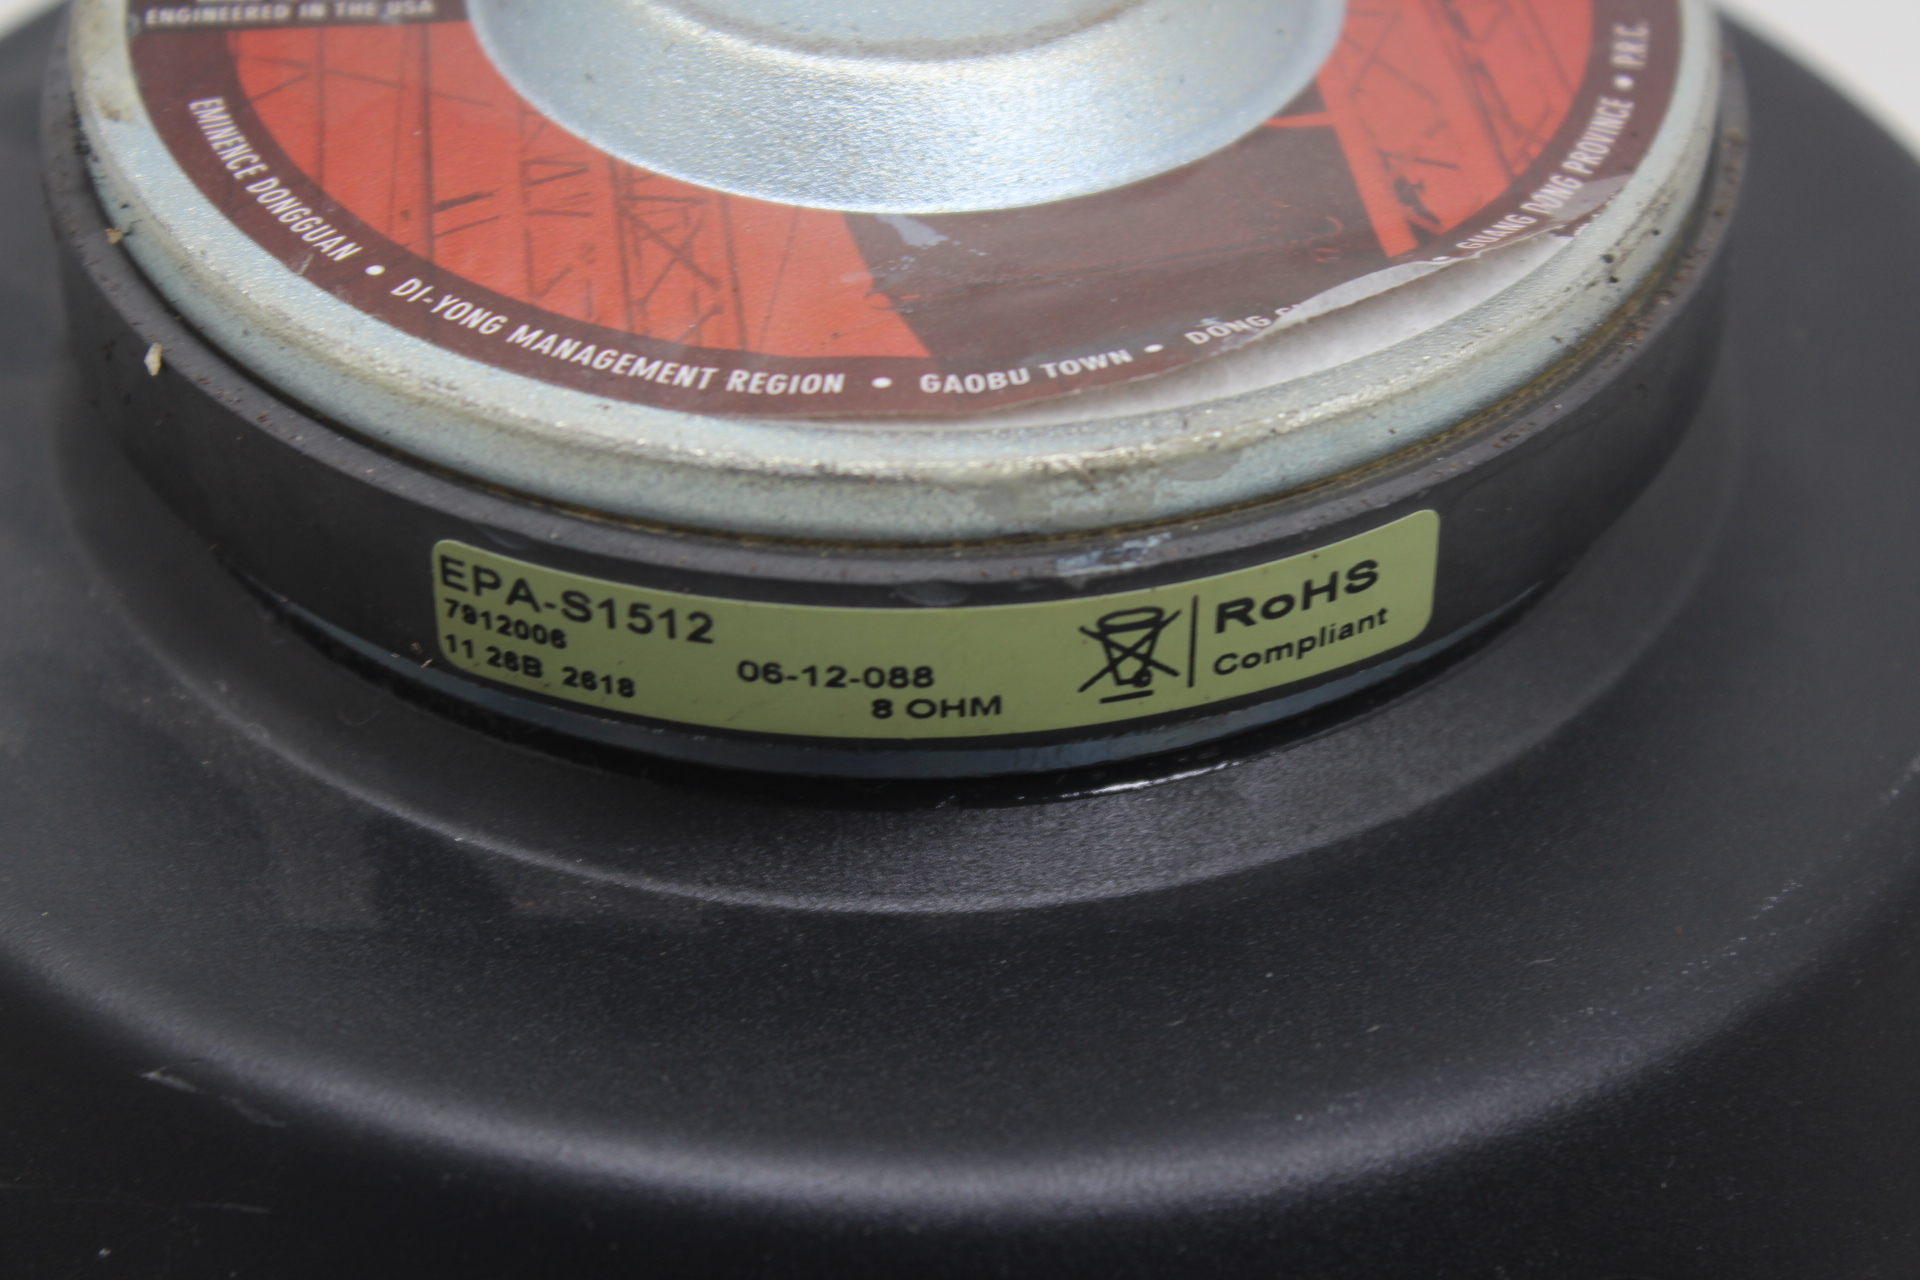 ENGINEERED IN THE USA
EMINENCE DONGGUAN • DI-YONG MANAGEMENT REGION • GAOBU TOWN • DONG • GUANG DONG PROVINCE • P.R.C.
EPA-S1512
7912006
11 26B 2618
06-12-088
8 OHM
RoHS
Compliant